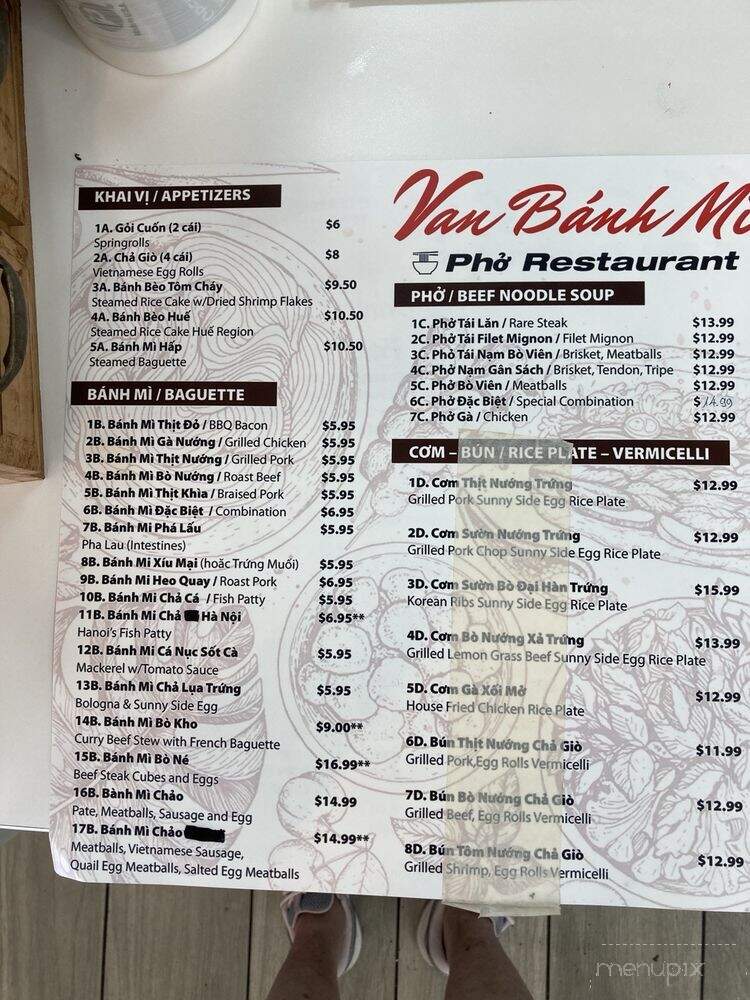 KHAI VỊ / APPETIZERS
1A. Gỏi Cuốn (2 cái) $6
Springrolls
2A. Chả Giò (4 cái) $8
Vietnamese Egg Rolls
3A. Bánh Bèo Tôm Cháy $9.50
Steamed Rice Cake w/Dried Shrimp Flakes
4A. Bánh Bèo Huế $10.50
Steamed Rice Cake Huế Region
5A. Bánh Mì Hấp $10.50
Steamed Baguette
BÁNH MÌ / BAGUETTE
1B. Bánh Mì Thịt Đỏ / BBQ Bacon $5.95
2B. Bánh Mì Gà Nướng / Grilled Chicken $5.95
3B. Bánh Mì Thịt Nướng / Grilled Pork $5.95
4B. Bánh Mì Bò Nướng / Roast Beef $5.95
5B. Bánh Mì Thịt Khìa / Braised Pork $5.95
6B. Bánh Mì Đặc Biệt / Combination $6.95
7B. Bánh Mi Phá Lấu $5.95
Pha Lau (Intestines)
8B. Bánh Mi Xíu Mại (hoặc Trứng Muối) $5.95
9B. Bánh Mi Heo Quay / Roast Pork $6.95
10B. Bánh Mi Chả Cá / Fish Patty $5.95
11B. Bánh Mi Chả Hà Nội $6.95**
Hanoi's Fish Patty
12B. Bánh Mi Cá Nục Sốt Cà $5.95
Mackerel w/Tomato Sauce
13B. Bánh Mì Chả Lụa Trứng $5.95
Bologna & Sunny Side Egg
14B. Bánh Mì Bò Kho $9.00**
Curry Beef Stew with French Baguette
15B. Bánh Mì Bò Né $16.99**
Beef Steak Cubes and Eggs
16B. Bành Mì Chảo $14.99
Pate, Meatballs, Sausage and Egg
17B. Bánh Mì Chảo $14.99**
Meatballs, Vietnamese Sausage,
Quail Egg Meatballs, Salted Egg Meatballs
Van Bánh Mì
Phở Restaurant
PHỞ / BEEF NOODLE SOUP
1C. Phở Tái Lăn / Rare Steak $13.99
2C. Phở Tái Filet Mignon / Filet Mignon $12.99
3C. Phở Tái Nạm Bò Viên / Brisket, Meatballs $12.99
4C. Phở Nạm Gân Sách / Brisket, Tendon, Tripe $12.99
5C. Phở Bò Viên / Meatballs $12.99
6C. Phở Đặc Biệt / Special Combination $14.99
7C. Phở Gà / Chicken $12.99
CƠM – BÚN / RICE PLATE – VERMICELLI
1D. Cơm Thịt Nướng Trứng $12.99
Grilled Pork Sunny Side Egg Rice Plate
2D. Cơm Sườn Nướng Trứng $12.99
Grilled Pork Chop Sunny Side Egg Rice Plate
3D. Cơm Sườn Bò Đại Hàn Trứng $15.99
Korean Ribs Sunny Side Egg Rice Plate
4D. Cơm Bò Nướng Xả Trứng $13.99
Grilled Lemon Grass Beef Sunny Side Egg Rice Plate
5D. Cơm Gà Xối Mở $12.99
House Fried Chicken Rice Plate
6D. Bún Thịt Nướng Chả Giò $11.99
Grilled Pork,Egg Rolls Vermicelli
7D. Bún Bò Nướng Chả Giò $12.99
Grilled Beef, Egg Rolls Vermicelli
8D. Bún Tôm Nướng Chả Giò $12.99
Grilled Shrimp, Egg Rolls Vermicelli
menupix